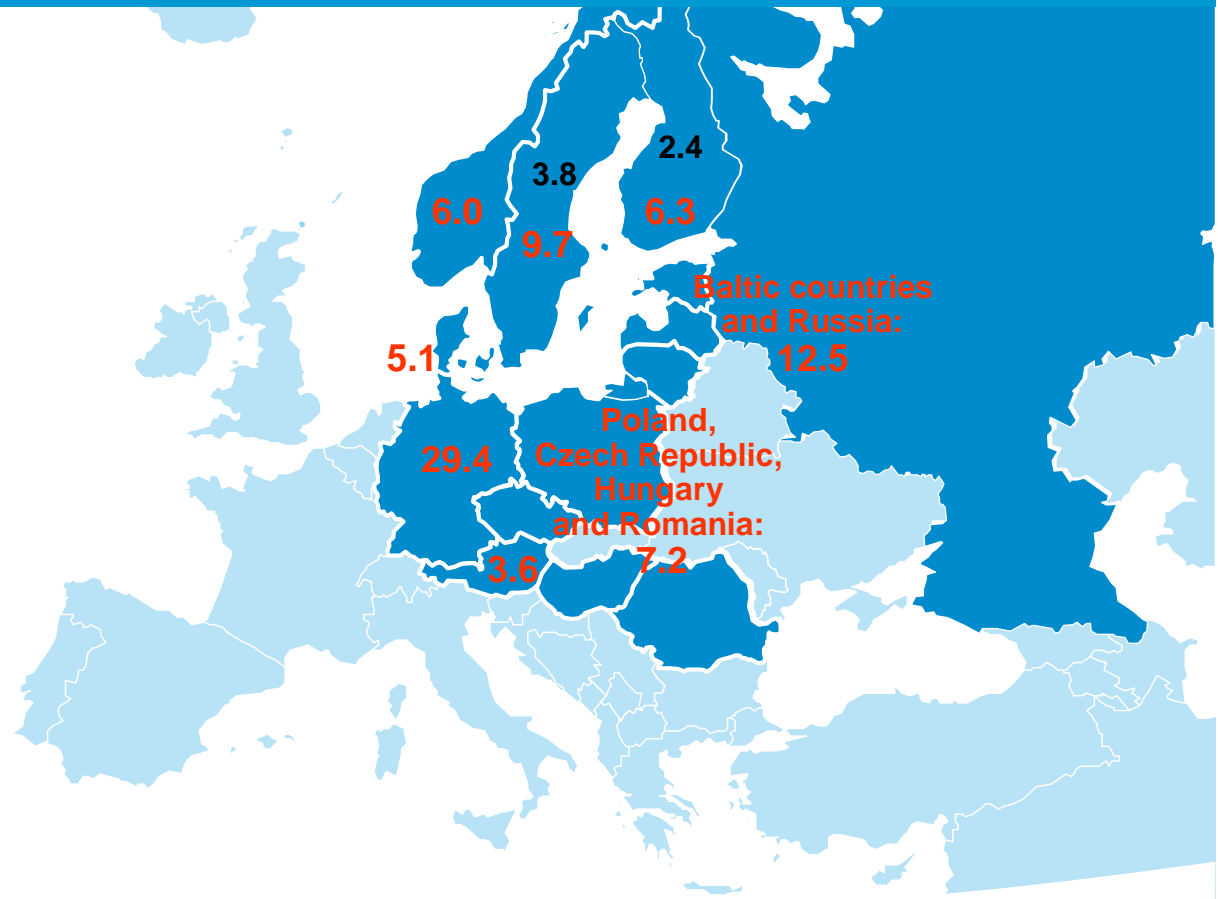 2.4
3.8
6.0
6.3
9.7
Baltic countries
and Russia:
12.5
5.1
Poland,
Czech Republic,
Hungary
and Romania:
7.2
29.4
3.6